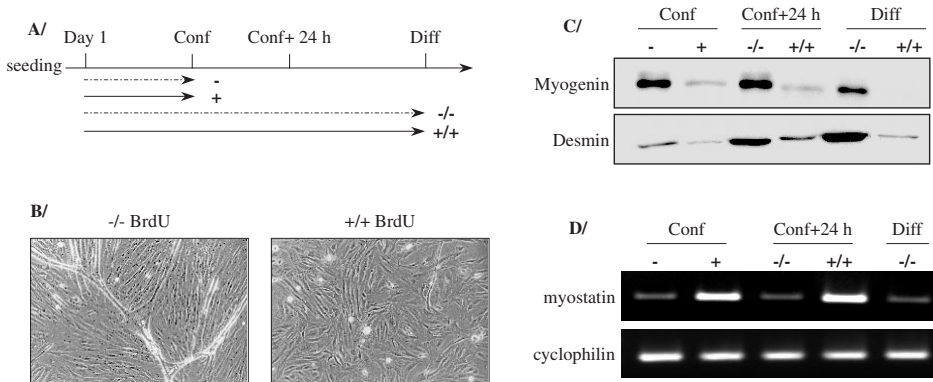 A/
Day 1 Conf Conf+ 24 h Diff
seeding
-
+
-/-
+/+
B/
-/- BrdU +/+ BrdU
C/
Conf Conf+24 h Diff
- + -/- +/+ -/- +/+
Myogenin
Desmin
D/
Conf Conf+24 h Diff
- + -/- +/+ -/-
myostatin
cyclophilin